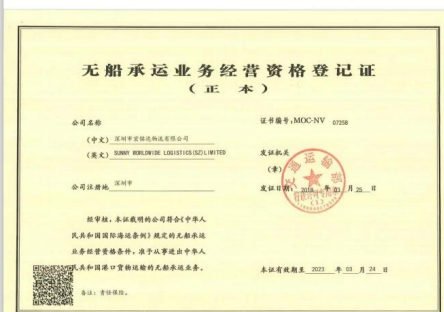 无船承运业务经营资格登记证
（正 本）
公司名称
证书编号：MOC-NV 07258
（中文） 深圳市宏愉达物流有限公司
（英文） SUNNY WORLDWIDE LOGISTICS(SZ)LIMITED
发证机关
（章）
公司注册地 深圳市
发证日期：2018 年 03 月 25 日
经审核，本证载明的公司符合《中华人
民共和国国际海运条例》规定的无船承运
业务经营资格条件，准予从事进出中华人
民共和国港口货物运输的无船承运业务。
本证有效期至 2023 年 03 月 24 日
备注：责任保险。